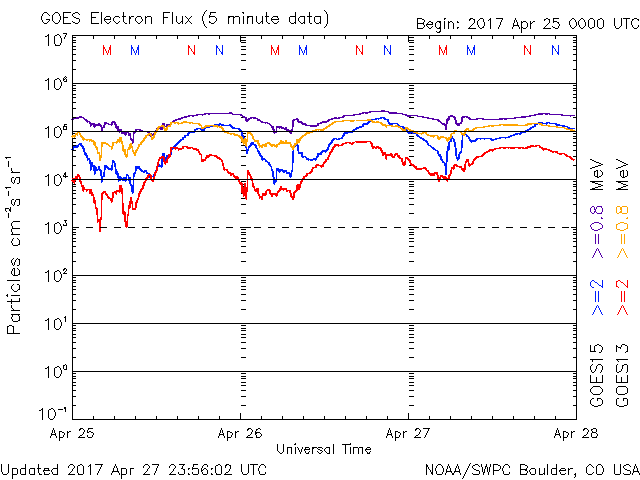 GOES Electron Flux (5 minute data)
Begin: 2017 Apr 25 0000 UTC
M M N N M M N N M M N N
10⁷
10⁶
10⁵
10⁴
10³
10²
10¹
10⁰
10⁻¹
Particles cm⁻²s⁻¹sr⁻¹
Apr 25 Apr 26 Apr 27 Apr 28
Universal Time
GOES15 >=2 >=0.8 MeV
GOES13 >=2 >=0.8 MeV
Updated 2017 Apr 27 23:56:02 UTC
NOAA/SWPC Boulder, CO USA